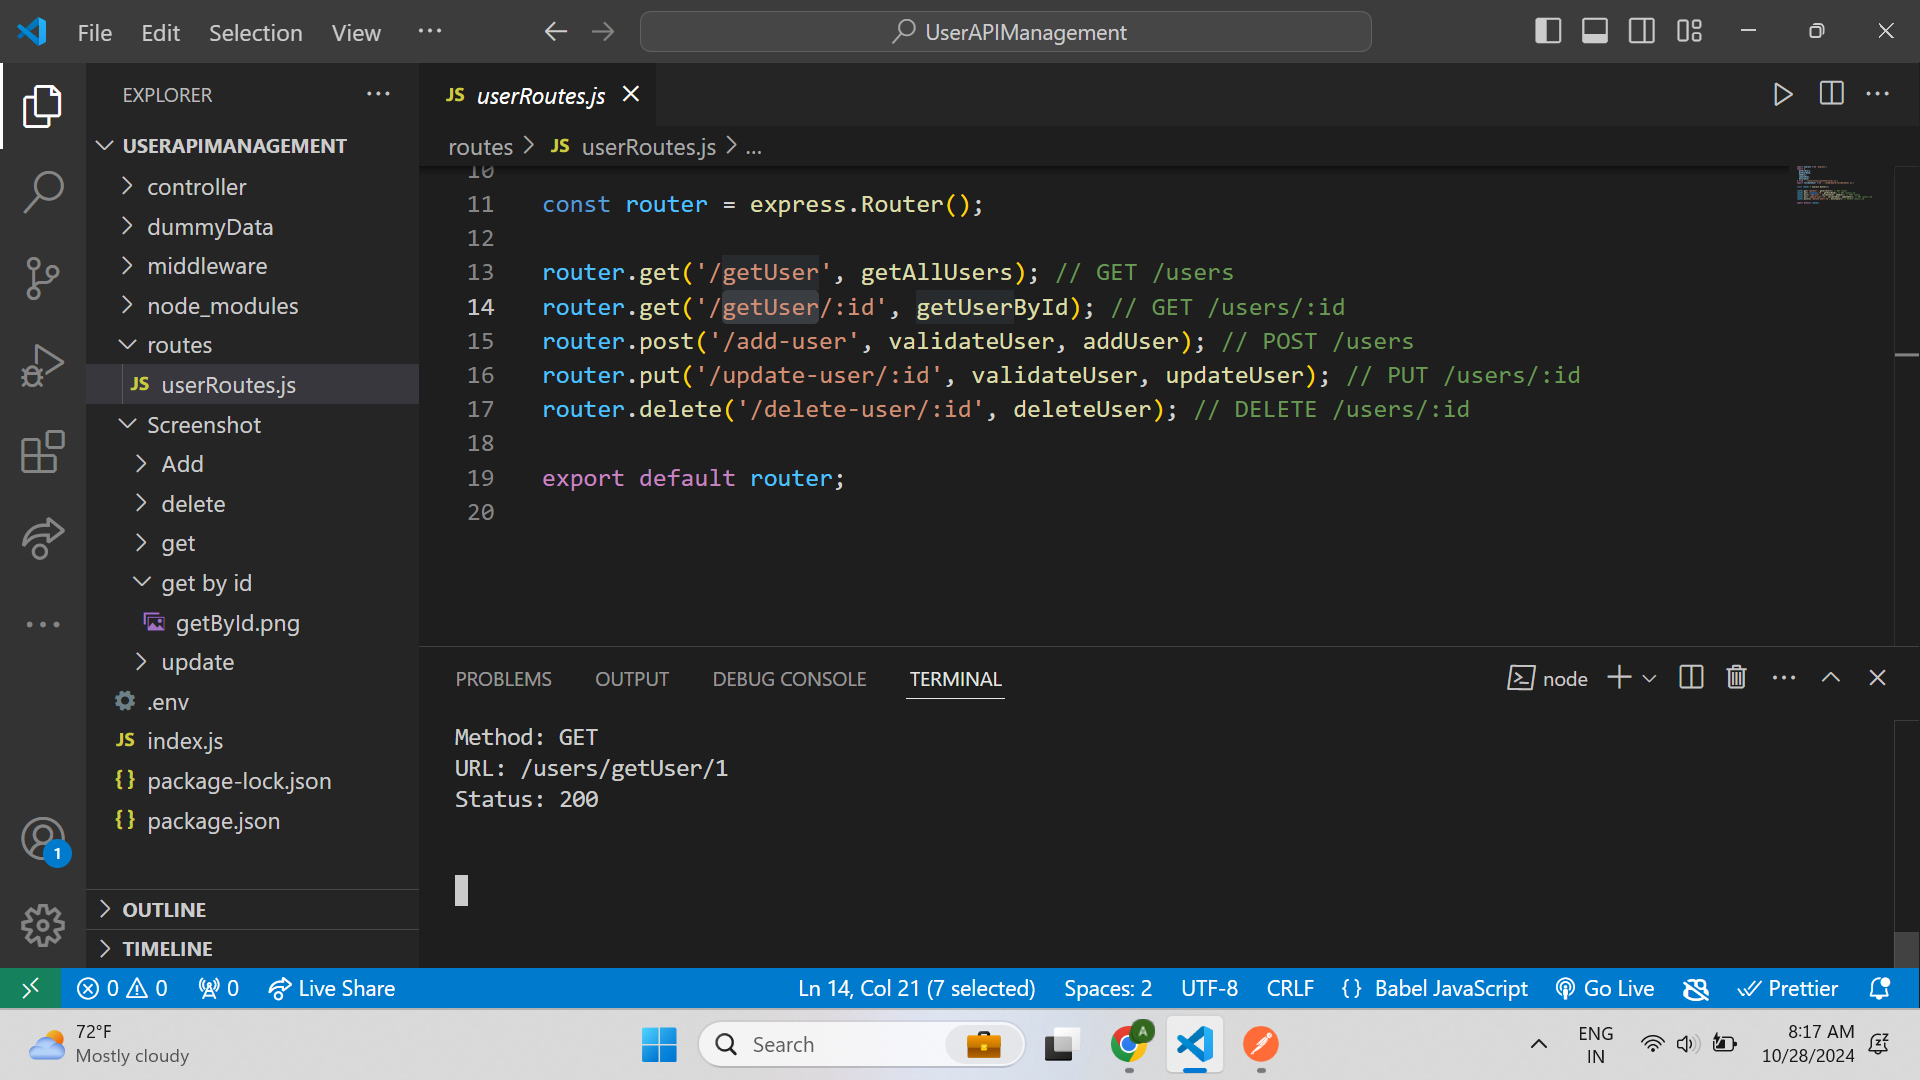 File Edit Selection View ··· UserAPIManagement
EXPLORER ···
USERAPIMANAGEMENT
controller
dummyData
middleware
node_modules
routes
JS userRoutes.js
Screenshot
Add
delete
get
get by id
getById.png
update
.env
JS index.js
{} package-lock.json
{} package.json
OUTLINE
TIMELINE
1
JS userRoutes.js
routes > JS userRoutes.js > ...
10
11 const router = express.Router();
12
13 router.get('/getUser', getAllUsers); // GET /users
14 router.get('/getUser/:id', getUserById); // GET /users/:id
15 router.post('/add-user', validateUser, addUser); // POST /users
16 router.put('/update-user/:id', validateUser, updateUser); // PUT /users/:id
17 router.delete('/delete-user/:id', deleteUser); // DELETE /users/:id
18
19 export default router;
20
PROBLEMS OUTPUT DEBUG CONSOLE TERMINAL node
Method: GET
URL: /users/getUser/1
Status: 200
0 0 0 Live Share Ln 14, Col 21 (7 selected) Spaces: 2 UTF-8 CRLF {} Babel JavaScript Go Live Prettier
72°F
Mostly cloudy
Search
A
ENG
IN
8:17 AM
10/28/2024